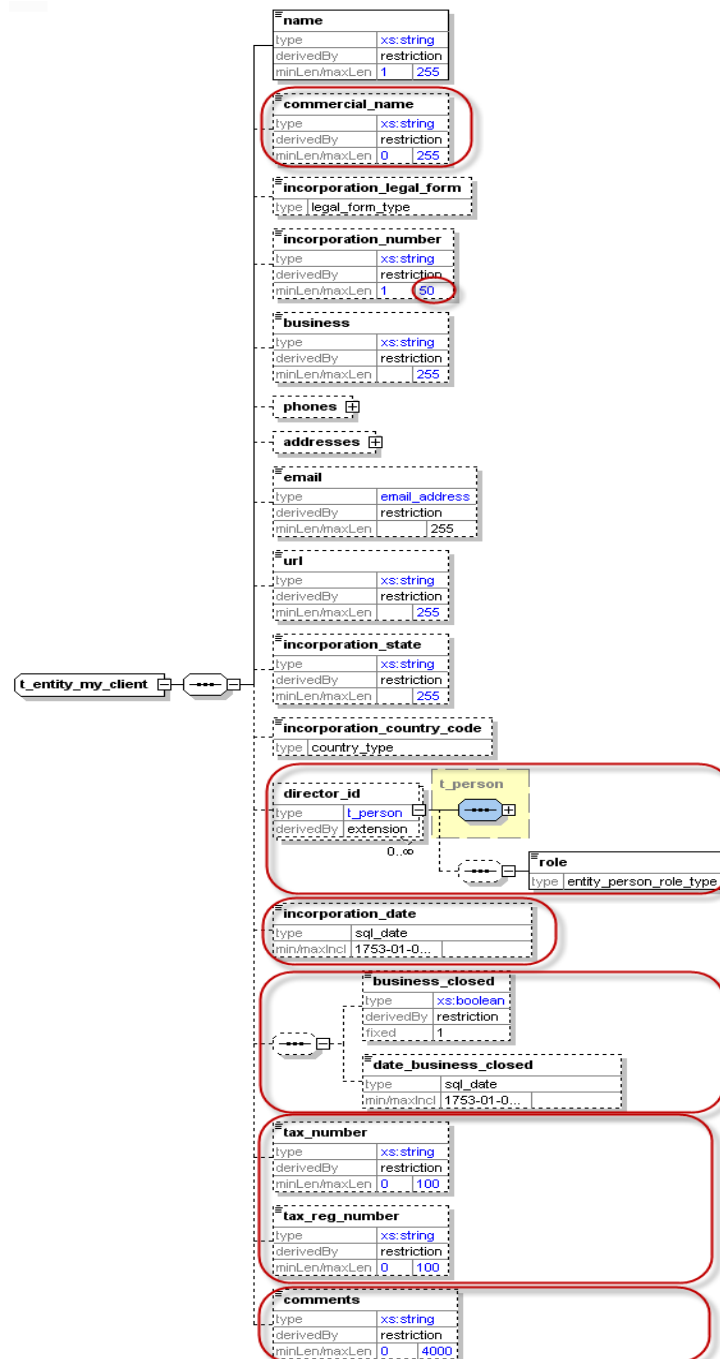 name
type xs:string
derivedBy restriction
minLen/maxLen 1 255
commercial_name
type xs:string
derivedBy restriction
minLen/maxLen 0 255
incorporation_legal_form
type legal_form_type
incorporation_number
type xs:string
derivedBy restriction
minLen/maxLen 1 50
business
type xs:string
derivedBy restriction
minLen/maxLen 255
phones
addresses
email
type email_address
derivedBy restriction
minLen/maxLen 255
url
type xs:string
derivedBy restriction
minLen/maxLen 255
incorporation_state
type xs:string
derivedBy restriction
minLen/maxLen 255
t_entity_my_client
incorporation_country_code
type country_type
t_person
director_id
type t_person
derivedBy extension
0..∞
role
type entity_person_role_type
incorporation_date
type sql_date
min/maxIncl 1753-01-0...
business_closed
type xs:boolean
derivedBy restriction
fixed 1
date_business_closed
type sql_date
min/maxIncl 1753-01-0...
tax_number
type xs:string
derivedBy restriction
minLen/maxLen 0 100
tax_reg_number
type xs:string
derivedBy restriction
minLen/maxLen 0 100
comments
type xs:string
derivedBy restriction
minLen/maxLen 0 4000